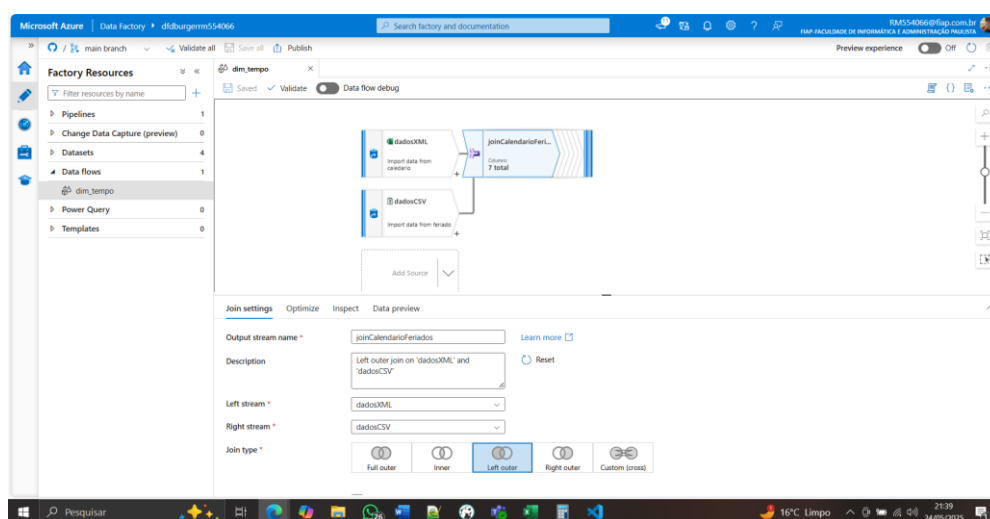 Microsoft Azure | Data Factory ▸ dfdburgerrm554066
Search factory and documentation
RM554066@fiap.com.br
FIAP-FACULDADE DE INFORMÁTICA E ADMINISTRAÇÃO PAULISTA
main branch
Validate all
Save all
Publish
Preview experience
Off
Factory Resources
Filter resources by name
Pipelines 1
Change Data Capture (preview) 0
Datasets 4
Data flows 1
dim_tempo
Power Query 0
Templates 0
dim_tempo
Saved
Validate
Data flow debug
dadosXML
Import data from
caledario
joinCalendarioFeri...
Columns:
7 total
dadosCSV
Import data from feriado
Add Source
Join settings Optimize Inspect Data preview
Output stream name *
joinCalendarioFeriados
Learn more
Description
Left outer join on 'dadosXML' and
'dadosCSV'
Reset
Left stream *
dadosXML
Right stream *
dadosCSV
Join type *
Full outer
Inner
Left outer
Right outer
Custom (cross)
Pesquisar
16°C Limpo
21:39
24/05/2025